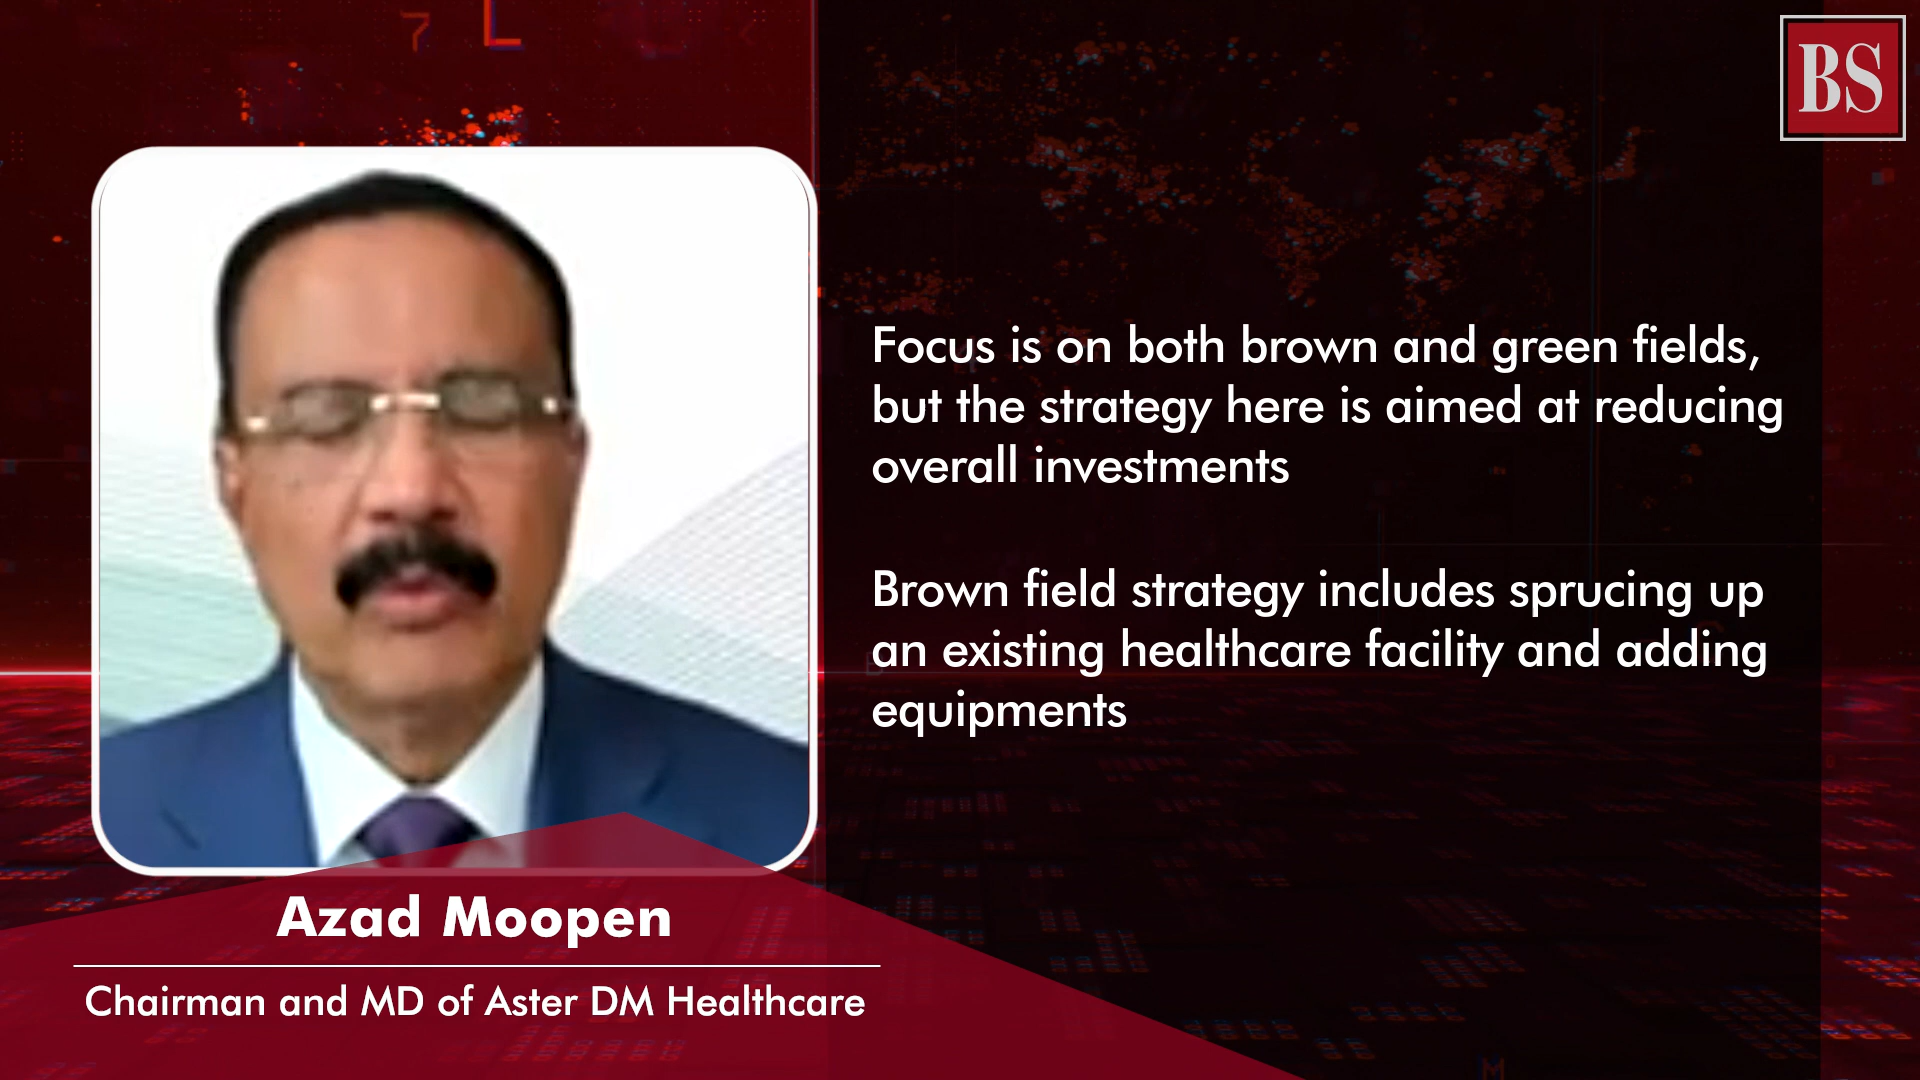 BS
Focus is on both brown and green fields,
but the strategy here is aimed at reducing
overall investments
Brown field strategy includes sprucing up
an existing healthcare facility and adding
equipments
Azad Moopen
Chairman and MD of Aster DM Healthcare